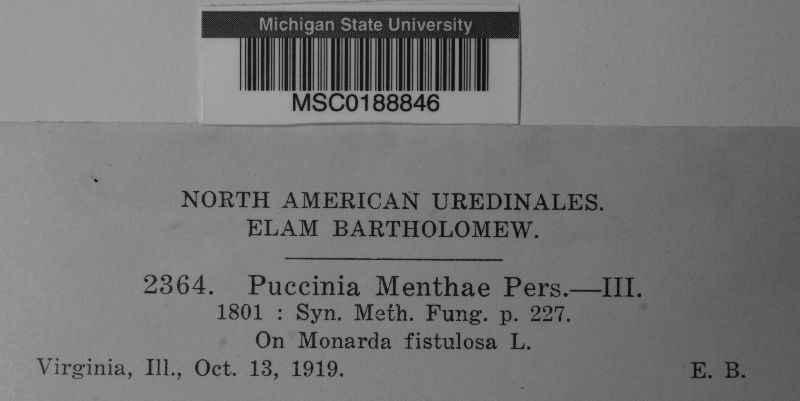 Michigan State University
MSC0188846
NORTH AMERICAN UREDINALES.
ELAM BARTHOLOMEW.
2364. Puccinia Menthae Pers.—III.
1801 : Syn. Meth. Fung. p. 227.
On Monarda fistulosa L.
Virginia, Ill., Oct. 13, 1919. E. B.